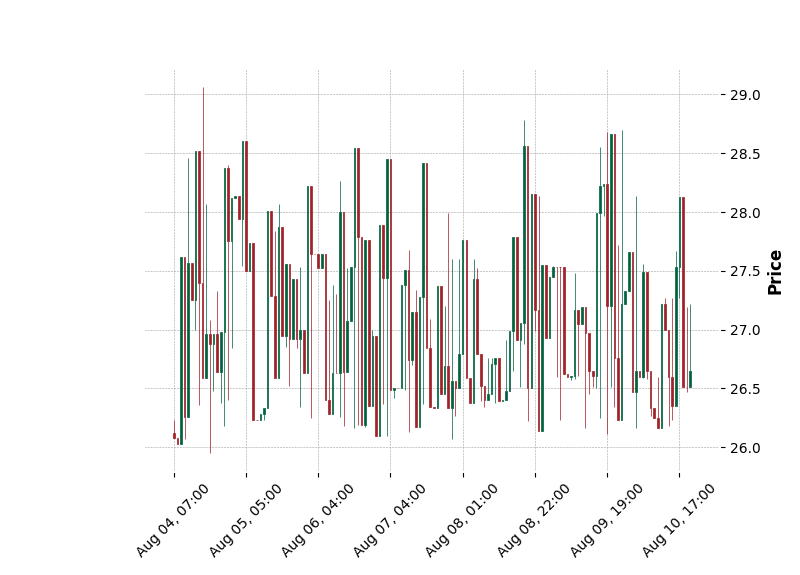 29.0
28.5
28.0
27.5
27.0
26.5
26.0
Price
Aug 04, 07:00
Aug 05, 05:00
Aug 06, 04:00
Aug 07, 04:00
Aug 08, 01:00
Aug 08, 22:00
Aug 09, 19:00
Aug 10, 17:00